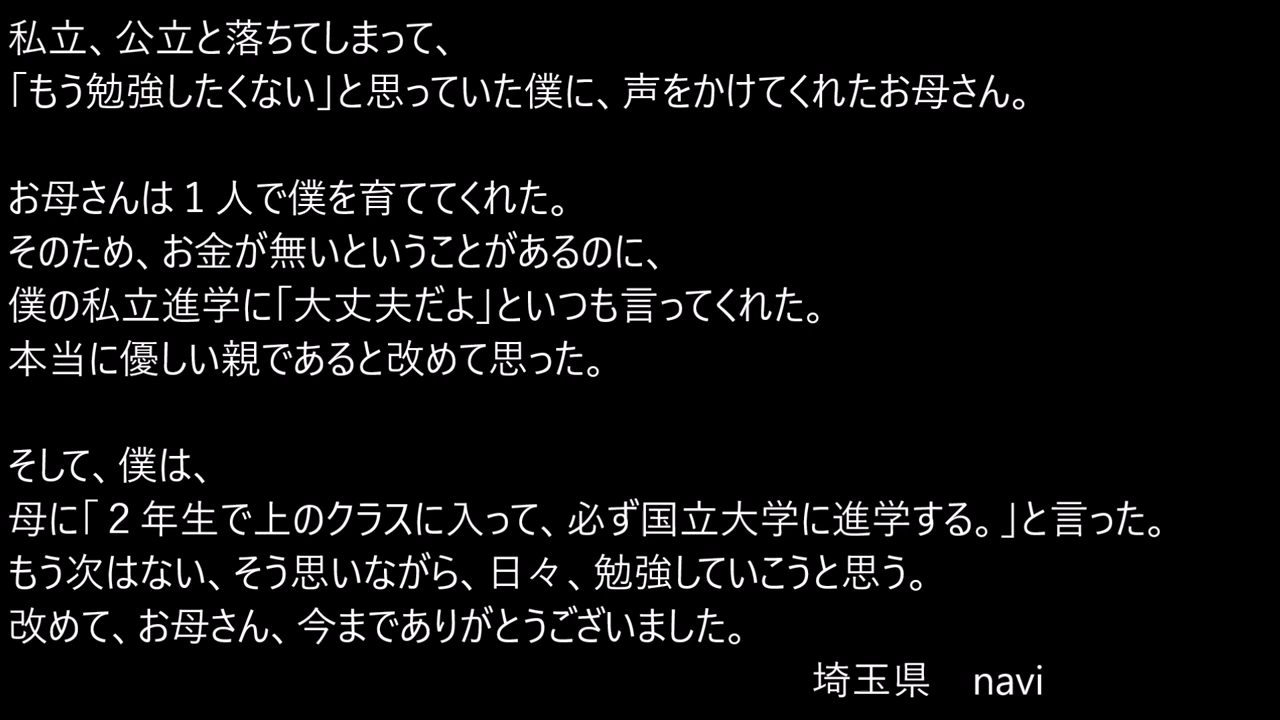 私立、公立と落ちてしまって、
「もう勉強したくない」と思っていた僕に、声をかけてくれたお母さん。
お母さんは１人で僕を育ててくれた。
そのため、お金が無いということがあるのに、
僕の私立進学に「大丈夫だよ」といつも言ってくれた。
本当に優しい親であると改めて思った。
そして、僕は、
母に「２年生で上のクラスに入って、必ず国立大学に進学する。」と言った。
もう次はない、そう思いながら、日々、勉強していこうと思う。
改めて、お母さん、今までありがとうございました。
埼玉県　navi